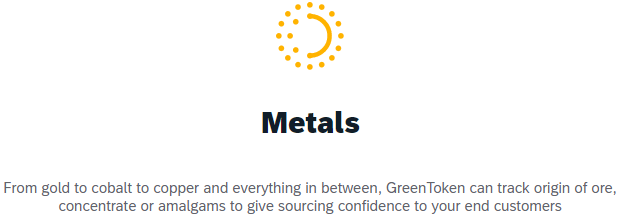 Metals
From gold to cobalt to copper and everything in between, GreenToken can track origin of ore,
concentrate or amalgams to give sourcing confidence to your end customers